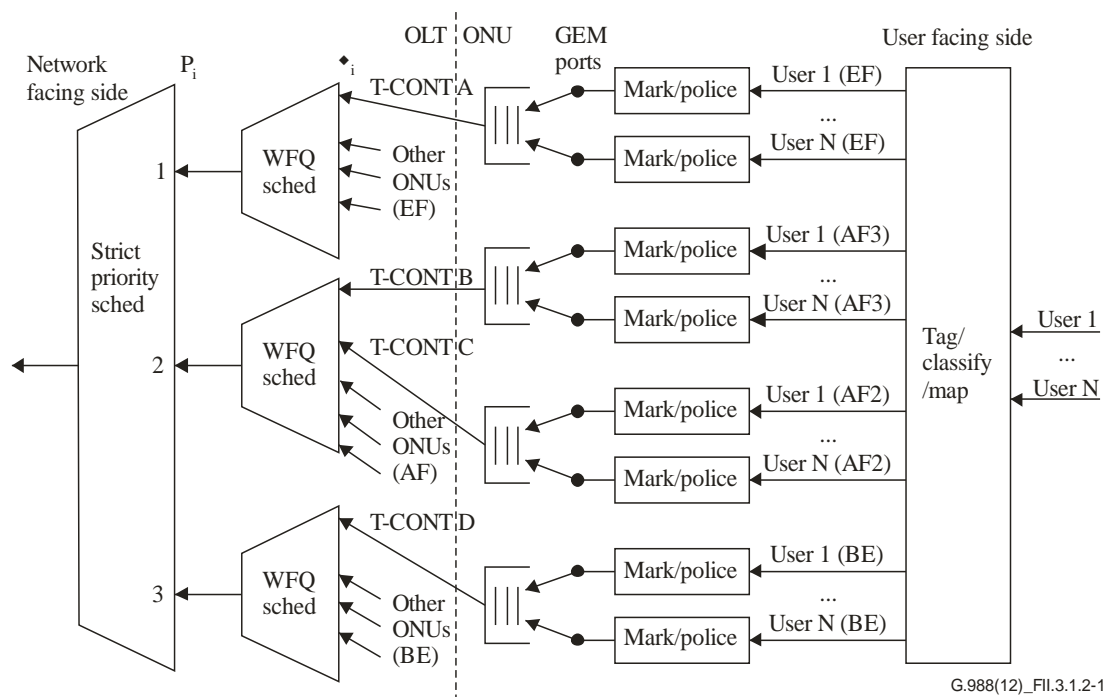 OLT ONU
GEM
ports
User facing side
Network
facing side
P_i
◆_i
T-CONT A
Mark/police
User 1 (EF)
...
WFQ
sched
Other
ONUs
(EF)
1
Mark/police
User N (EF)
Strict
priority
sched
T-CONT B
Mark/police
User 1 (AF3)
...
Mark/police
User N (AF3)
2
WFQ
sched
T-CONT C
Other
ONUs
(AF)
Mark/police
User 1 (AF2)
...
Mark/police
User N (AF2)
Tag/
classify
/map
User 1
...
User N
3
WFQ
sched
T-CONT D
Other
ONUs
(BE)
Mark/police
User 1 (BE)
...
Mark/police
User N (BE)
G.988(12)_FII.3.1.2-1